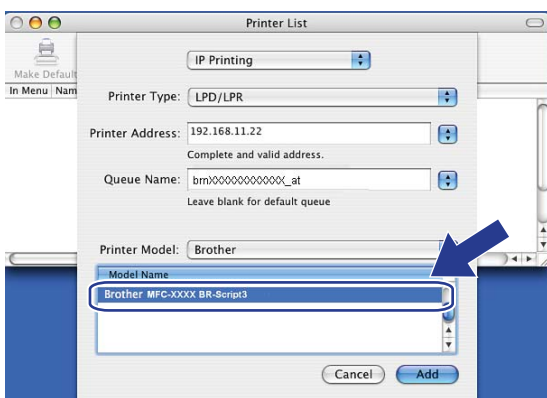 Printer List
IP Printing
Make Default
In Menu Nam
Printer Type: LPD/LPR
Printer Address: 192.168.11.22
Complete and valid address.
Queue Name: brnXXXXXXXXXXXX_at
Leave blank for default queue
Printer Model: Brother
Model Name
Brother MFC-XXXX BR-Script3
Cancel Add